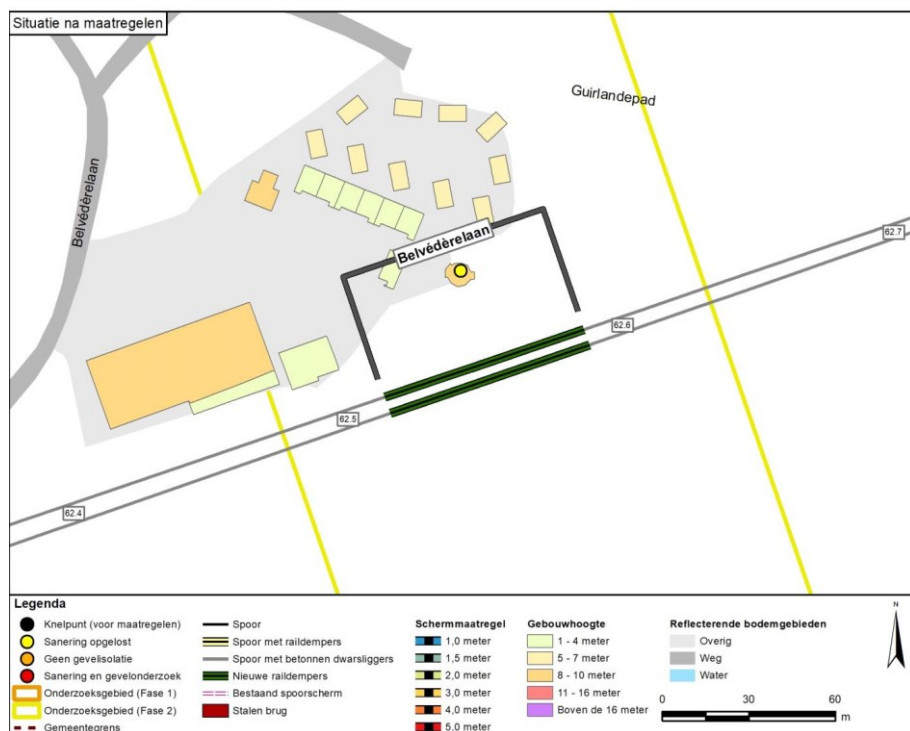 Situatie na maatregelen
Guirlandepad
Belvédèrelaan
Belvédèrelaan
62.7
62.6
62.5
62.4
Legenda
Knelpunt (voor maatregelen)
Sanering opgelost
Geen gevelisolatie
Sanering en gevelonderzoek
Onderzoeksgebied (Fase 1)
Onderzoeksgebied (Fase 2)
Gemeentegrens
Spoor
Spoor met raildempers
Spoor met betonnen dwarsliggers
Nieuwe raildempers
Bestaand spoorscherm
Stalen brug
Schermmaatregel
1,0 meter
1,5 meter
2,0 meter
3,0 meter
4,0 meter
5,0 meter
Gebouwhoogte
1 - 4 meter
5 - 7 meter
8 - 10 meter
11 - 16 meter
Boven de 16 meter
Reflecterende bodemgebieden
Overig
Weg
Water
N
0 30 60
m